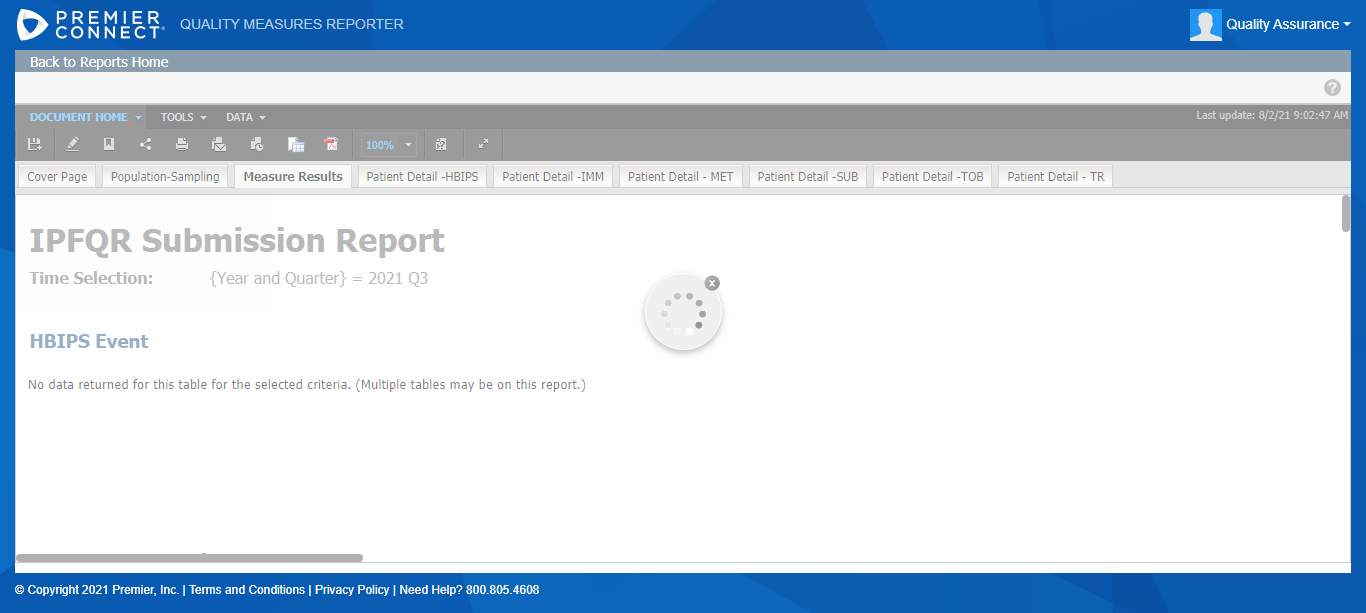 PREMIER CONNECT QUALITY MEASURES REPORTER Quality Assurance
Back to Reports Home
?
DOCUMENT HOME TOOLS DATA Last update: 8/2/21 9:02:47 AM
100%
Cover Page Population-Sampling Measure Results Patient Detail -HBIPS Patient Detail -IMM Patient Detail - MET Patient Detail -SUB Patient Detail -TOB Patient Detail - TR
IPFQR Submission Report
Time Selection: {Year and Quarter} = 2021 Q3
x
HBIPS Event
No data returned for this table for the selected criteria. (Multiple tables may be on this report.)
© Copyright 2021 Premier, Inc. | Terms and Conditions | Privacy Policy | Need Help? 800.805.4608